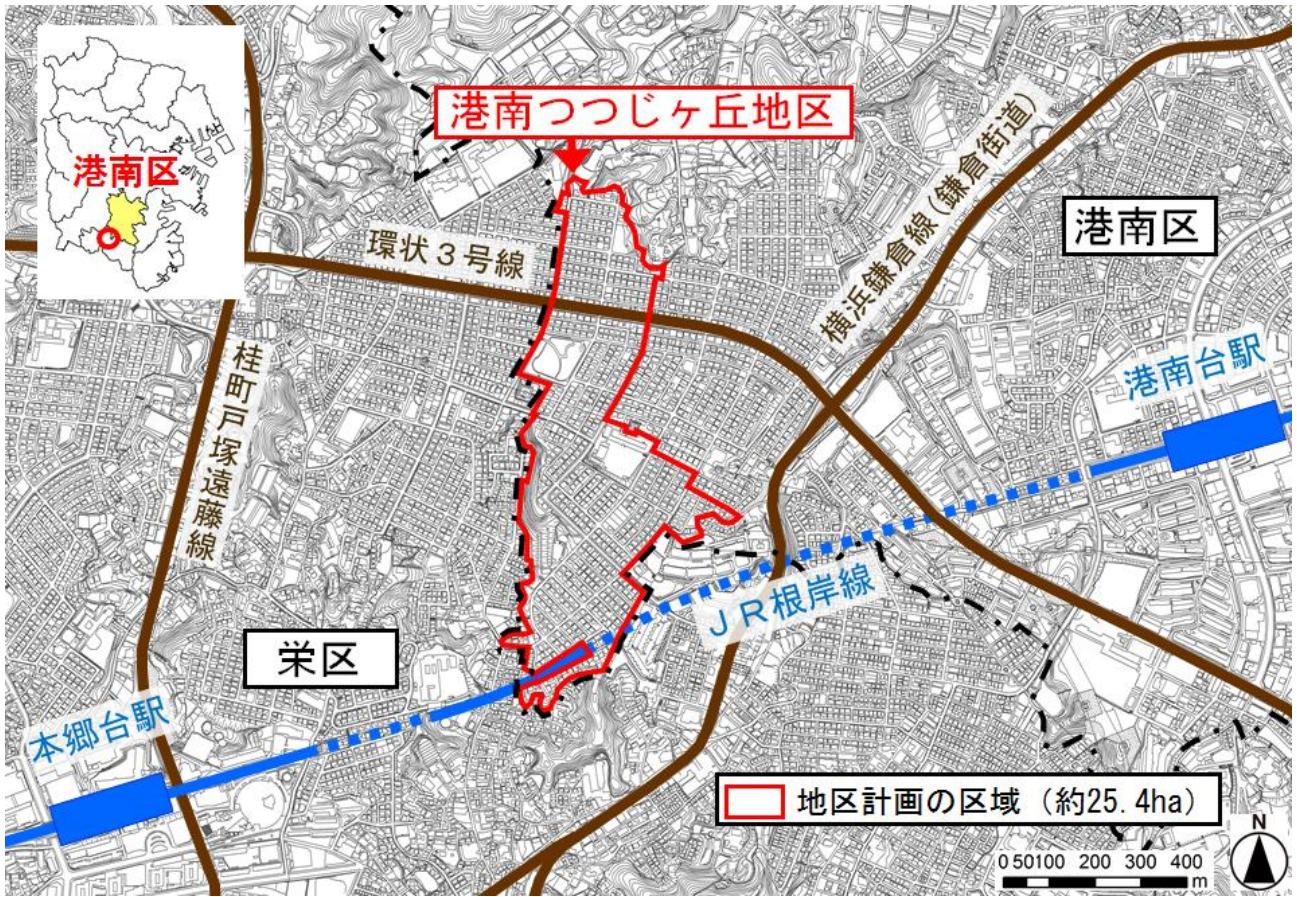 港南つつじヶ丘地区
港南区
環状3号線
横浜鎌倉線(鎌倉街道)
港南区
港南台駅
桂町戸塚遠藤線
JR根岸線
栄区
本郷台駅
地区計画の区域(約25.4ha)
N
0 50100 200 300 400
m